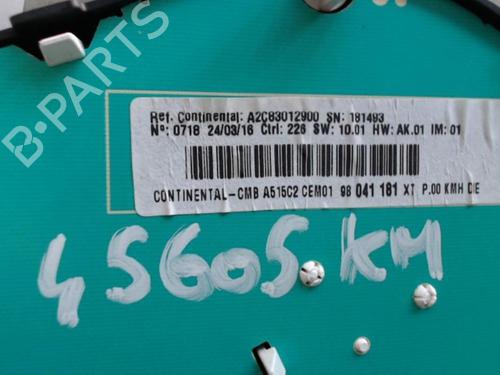 B-PARTS
Ref. Continental: A2C83012900 SN: 181493
Nº: 0718 24/03/16 Ctrl: 226 SW: 10.01 HW: AK.01 IM: 01
CONTINENTAL-CMB A515C2 CEM01 98 041 181 XT P.00 KMH DIE
45605.KM